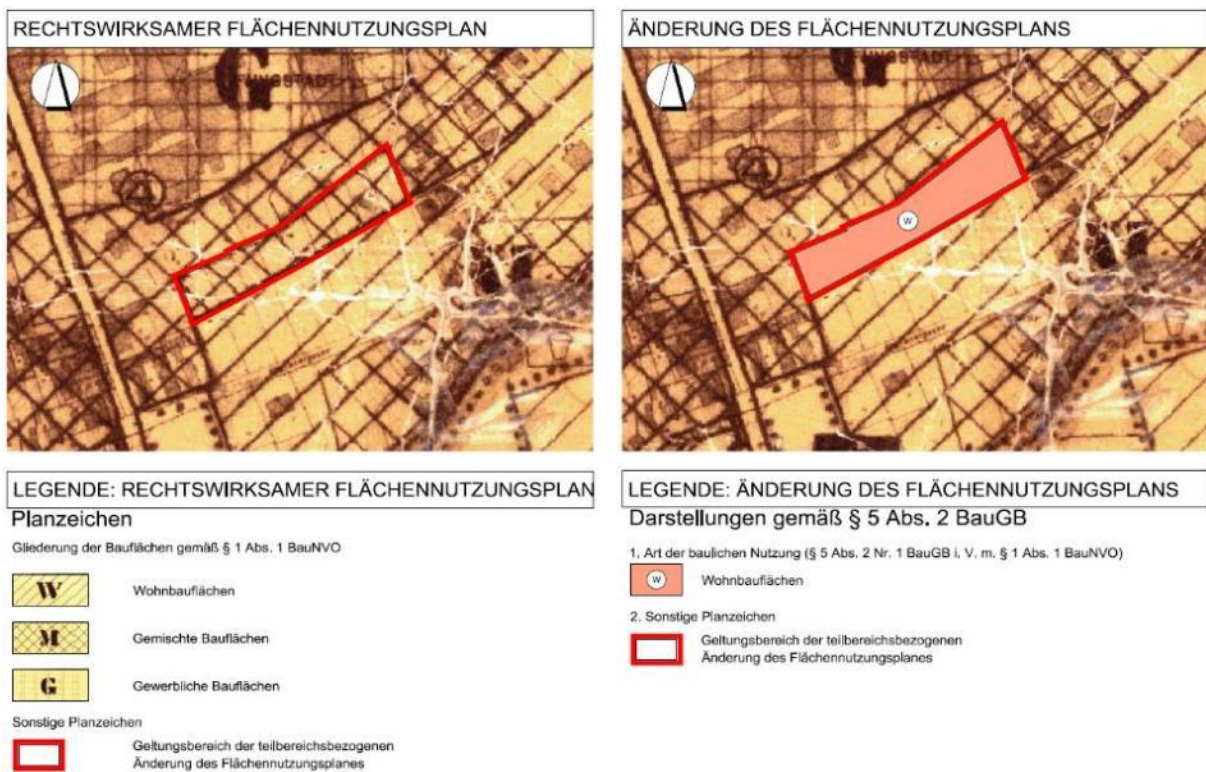 RECHTSWIRKSAMER FLÄCHENNUTZUNGSPLAN
G
LEGENDE: RECHTSWIRKSAMER FLÄCHENNUTZUNGSPLAN
Planzeichen
Gliederung der Bauflächen gemäß § 1 Abs. 1 BauNVO
W Wohnbauflächen
M Gemischte Bauflächen
G Gewerbliche Bauflächen
Sonstige Planzeichen
Geltungsbereich der teilbereichsbezogenen
Änderung des Flächennutzungsplanes
ÄNDERUNG DES FLÄCHENNUTZUNGSPLANS
W
LEGENDE: ÄNDERUNG DES FLÄCHENNUTZUNGSPLANS
Darstellungen gemäß § 5 Abs. 2 BauGB
1. Art der baulichen Nutzung (§ 5 Abs. 2 Nr. 1 BauGB i. V. m. § 1 Abs. 1 BauNVO)
W Wohnbauflächen
2. Sonstige Planzeichen
Geltungsbereich der teilbereichsbezogenen
Änderung des Flächennutzungsplanes